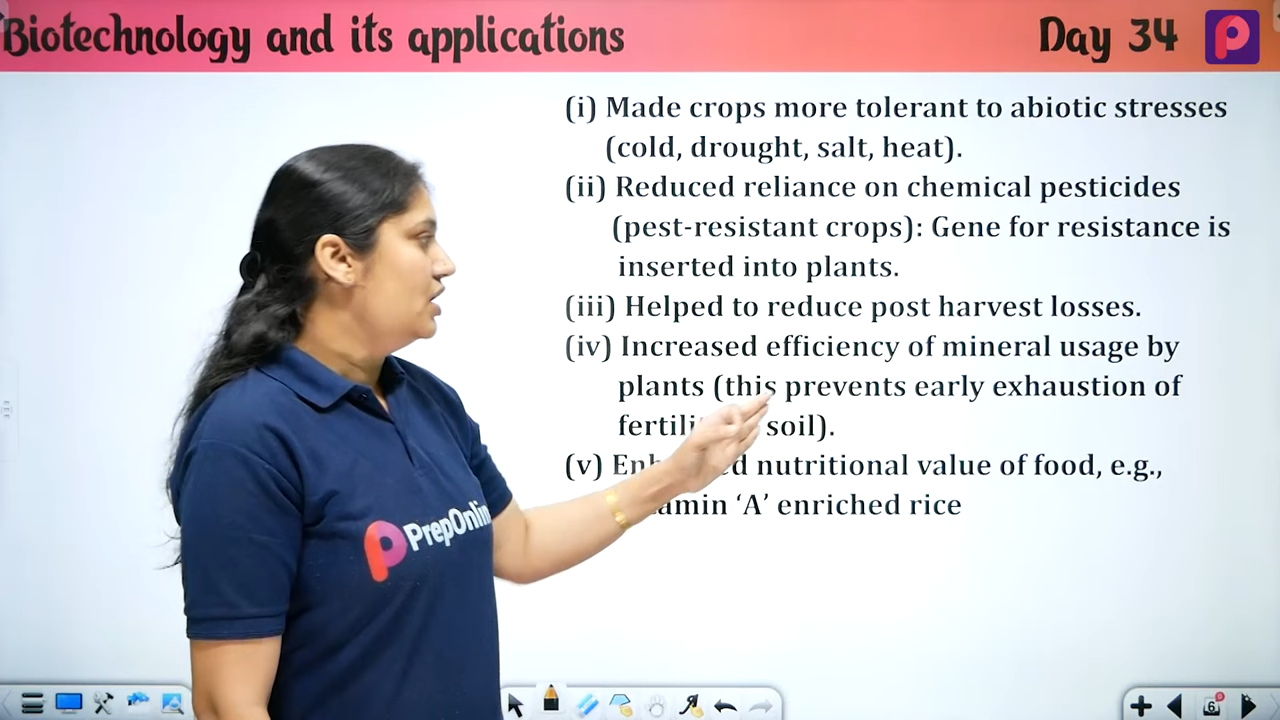 Biotechnology and its applications
Day 34
(i) Made crops more tolerant to abiotic stresses
(cold, drought, salt, heat).
(ii) Reduced reliance on chemical pesticides
(pest-resistant crops): Gene for resistance is
inserted into plants.
(iii) Helped to reduce post harvest losses.
(iv) Increased efficiency of mineral usage by
plants (this prevents early exhaustion of
soil).
(v) nutritional value of food, e.g.,
‘A’ enriched rice
PrepOnlin
6